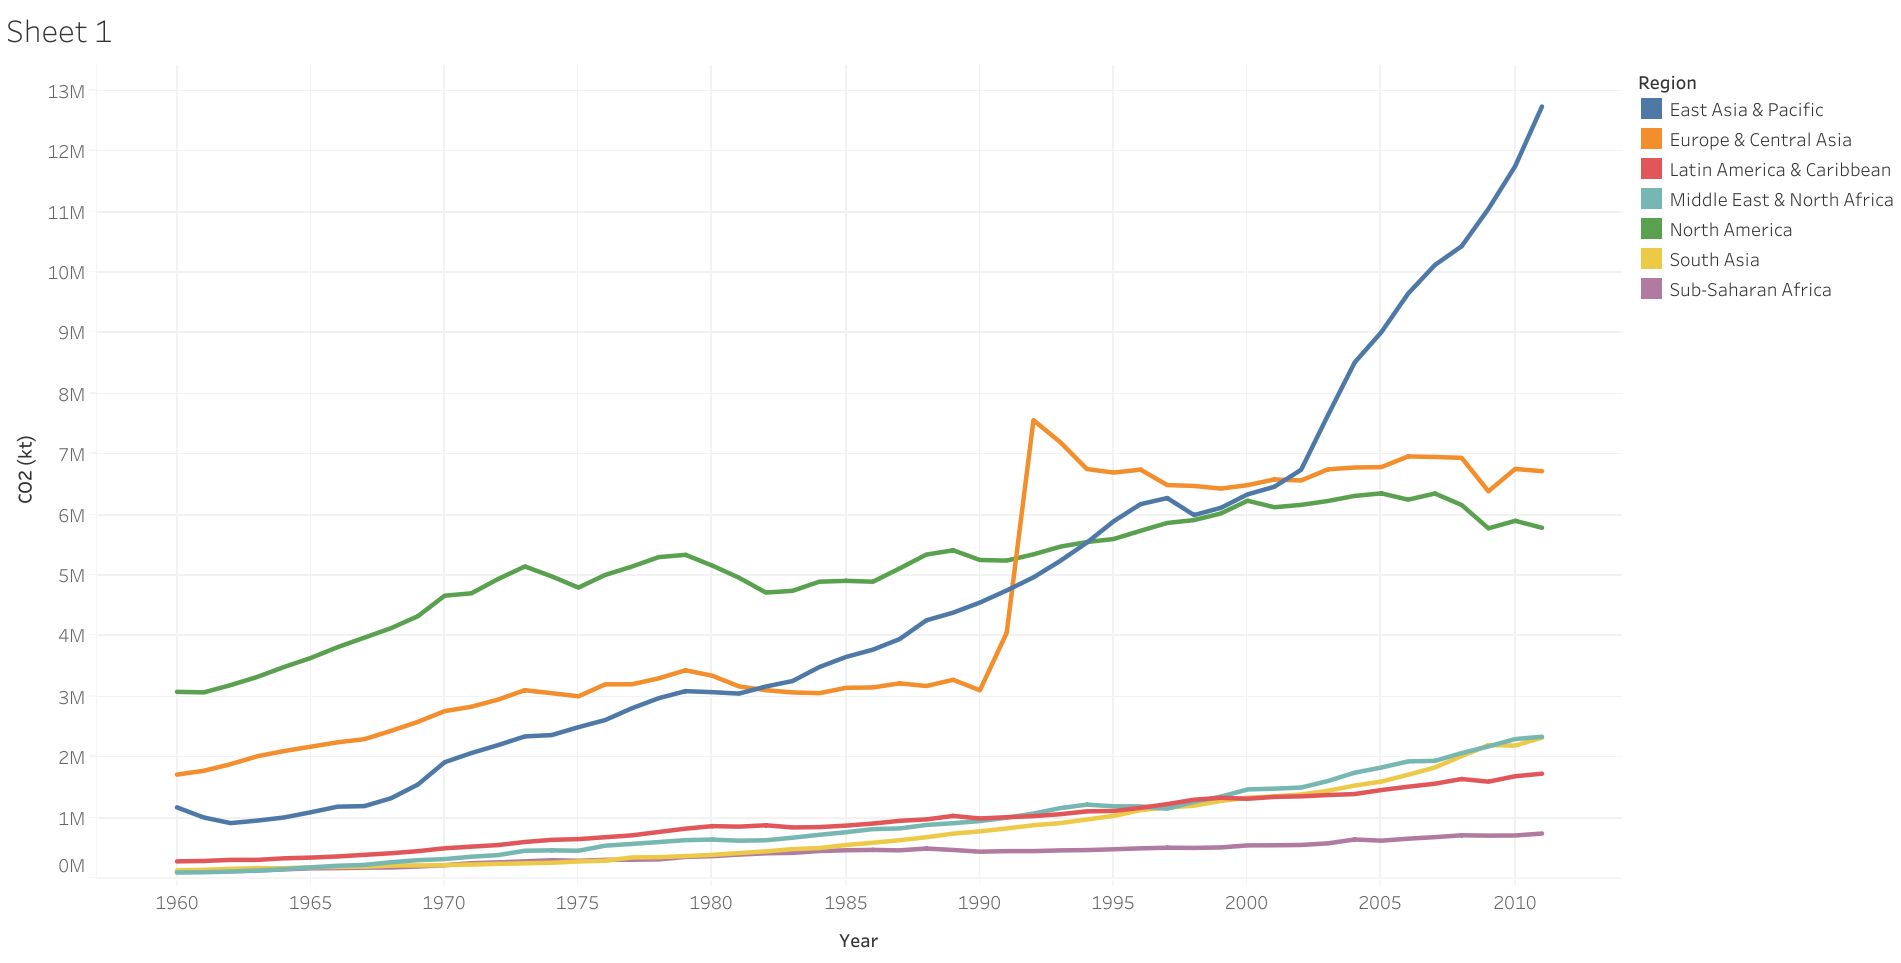 Sheet 1
13M
12M
11M
10M
9M
8M
7M
6M
5M
4M
3M
2M
1M
0M
CO2 (kt)
1960 1965 1970 1975 1980 1985 1990 1995 2000 2005 2010
Year
Region
East Asia & Pacific
Europe & Central Asia
Latin America & Caribbean
Middle East & North Africa
North America
South Asia
Sub-Saharan Africa